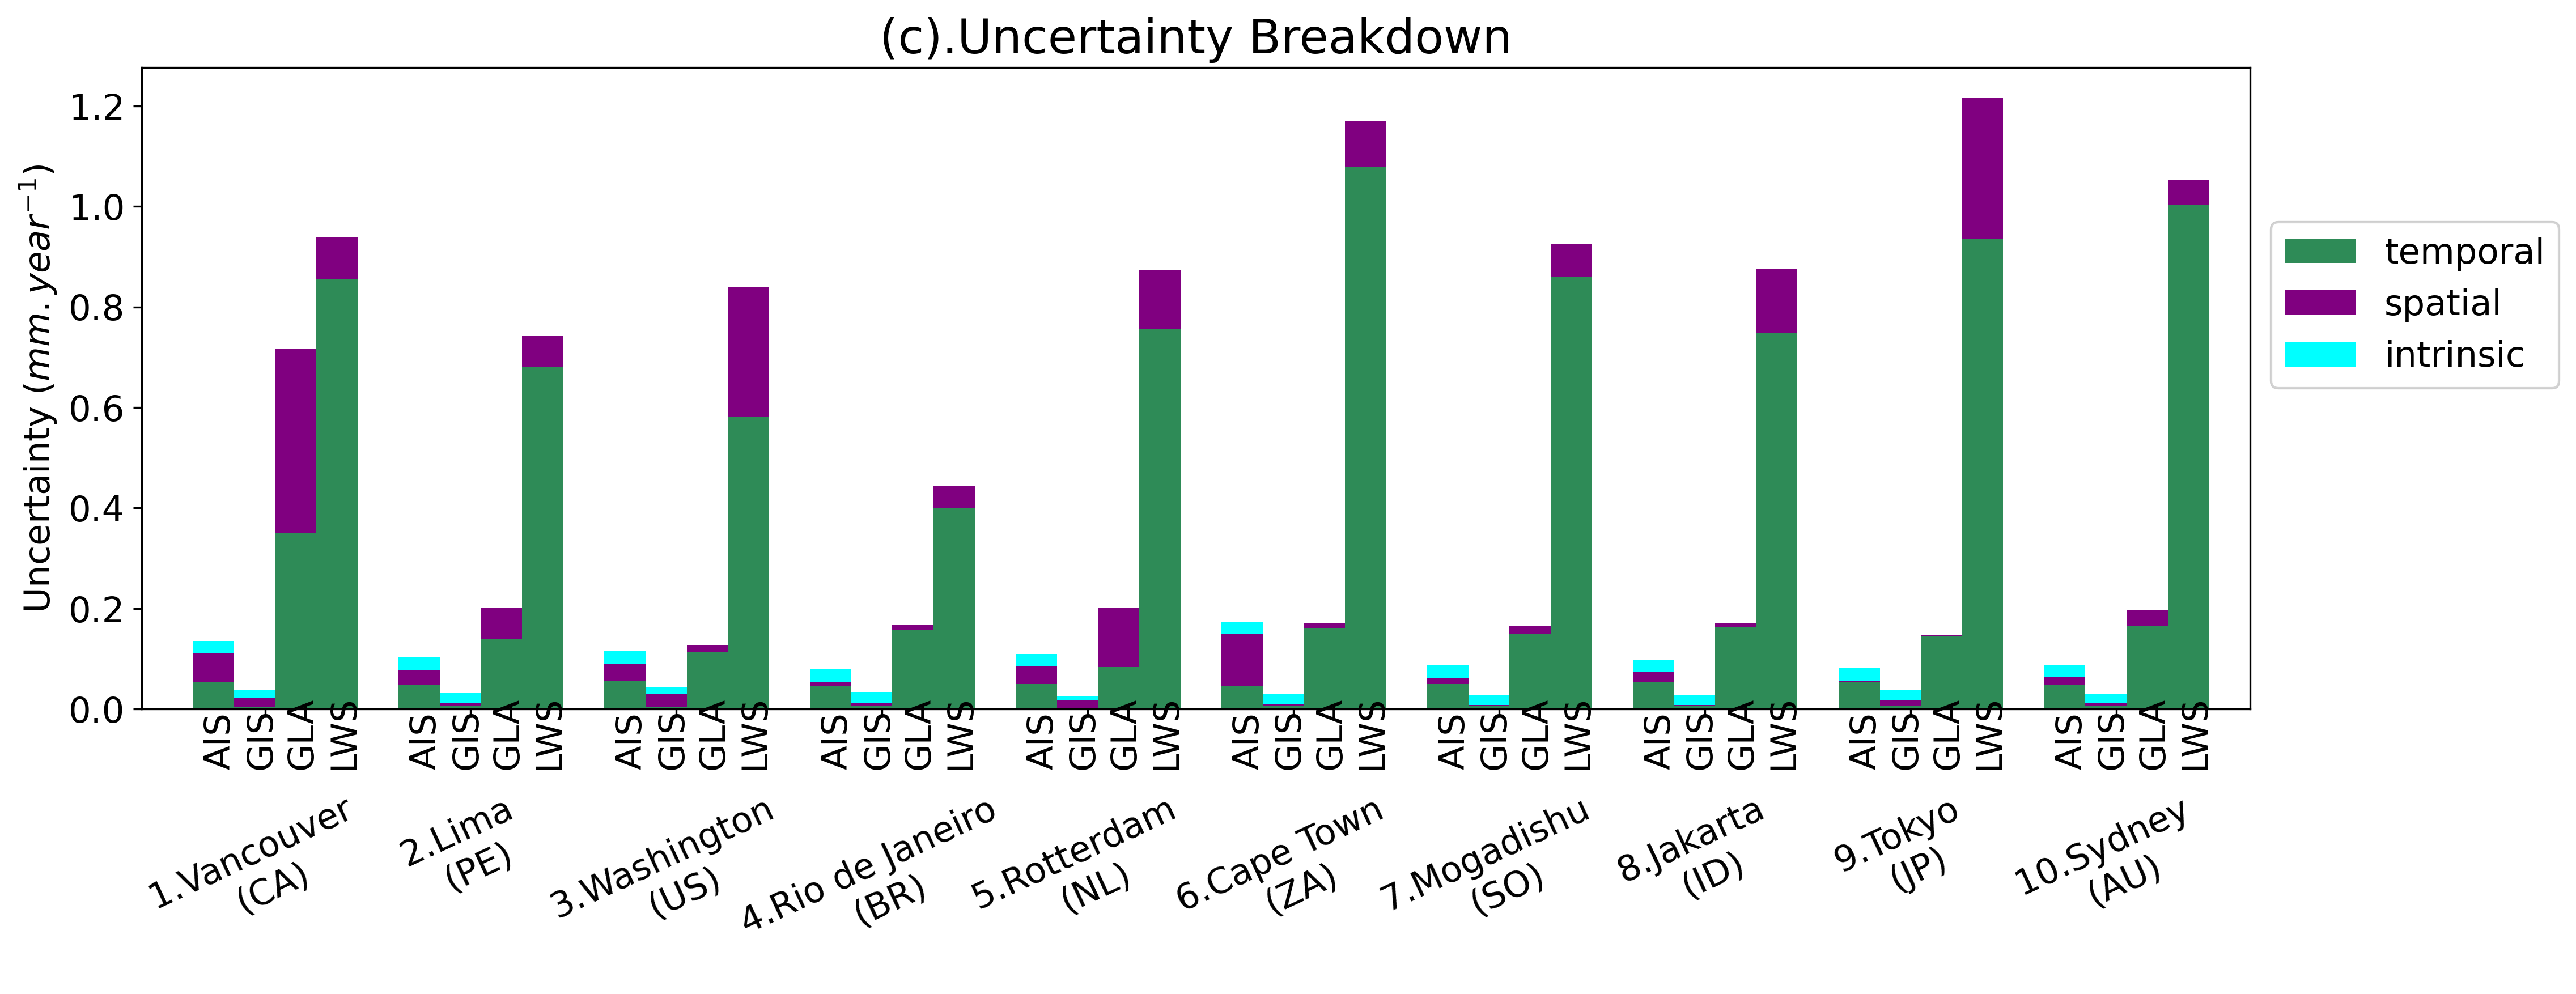 (c).Uncertainty Breakdown
Uncertainty (mm.year⁻¹)
1.2
1.0
0.8
0.6
0.4
0.2
0.0
temporal
spatial
intrinsic
AIS GIS GLA LWS AIS GIS GLA LWS AIS GIS GLA LWS AIS GIS GLA LWS AIS GIS GLA LWS AIS GIS GLA LWS AIS GIS GLA LWS AIS GIS GLA LWS AIS GIS GLA LWS AIS GIS GLA LWS
1.Vancouver
(CA)
2.Lima
(PE)
3.Washington
(US)
4.Rio de Janeiro
(BR)
5.Rotterdam
(NL)
6.Cape Town
(ZA)
7.Mogadishu
(SO)
8.Jakarta
(ID)
9.Tokyo
(JP)
10.Sydney
(AU)